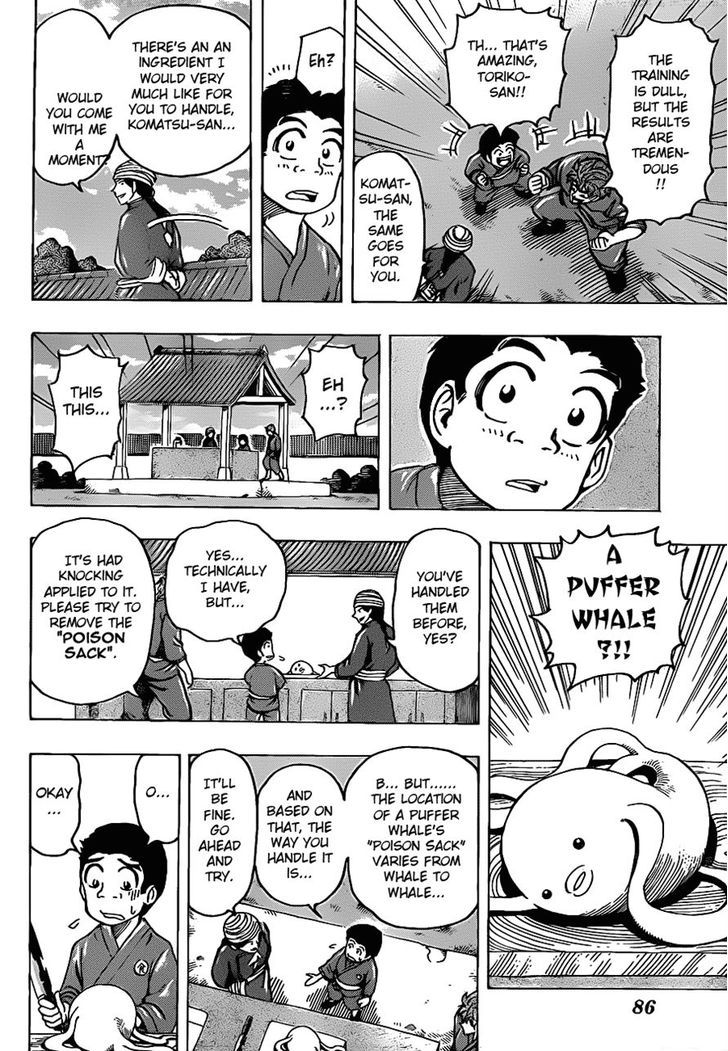 THE
TRAINING
IS DULL,
BUT THE
RESULTS
ARE
TREMEN-
DOUS
!!
TH... THAT'S
AMAZING,
TORIKO-
SAN!!
KOMAT-
SU-SAN,
THE
SAME
GOES
FOR
YOU.
Eh?
THERE'S AN AN
INGREDIENT I
WOULD VERY
MUCH LIKE FOR
YOU TO HANDLE,
KOMATSU-SAN...
WOULD
YOU COME
WITH ME
A
MOMENT?
EH
...?
THIS
THIS...
A
PUFFER
WHALE
?!!
YOU'VE
HANDLED
THEM
BEFORE,
YES?
YES...
TECHNICALLY
I HAVE,
BUT...
IT'S HAD
KNOCKING
APPLIED TO IT.
PLEASE TRY TO
REMOVE THE
"POISON
SACK".
B... BUT......
THE LOCATION
OF A PUFFER
WHALE'S
"POISON SACK"
VARIES FROM
WHALE TO
WHALE...
AND
BASED ON
THAT, THE
WAY YOU
HANDLE IT
IS...
IT'LL
BE
FINE.
GO
AHEAD
AND
TRY.
O...
OKAY
...
86